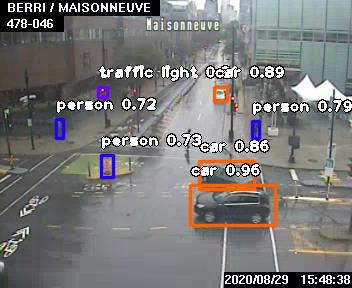 BERRI / MAISONNEUVE
478-046
Maisonneuve
traffic light
car 0.89
person 0.72
person 0.79
person 0.73
car 0.86
car 0.96
2020/08/29 15:48:38